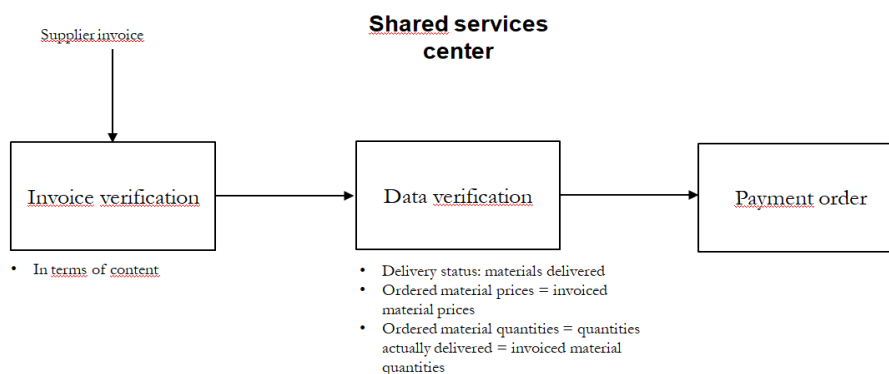 Shared services
center
Supplier invoice
Invoice verification
Data verification
Payment order
• In terms of content
• Delivery status: materials delivered
• Ordered material prices = invoiced
material prices
• Ordered material quantities = quantities
actually delivered = invoiced material
quantities